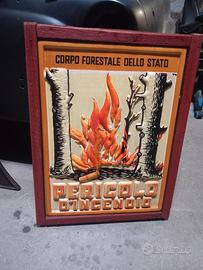 CORPO FORESTALE DELLO STATO
PERICOLO
D'INCENDIO